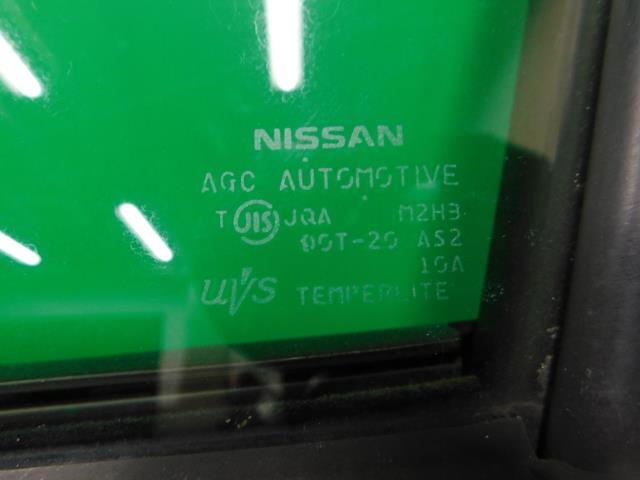 NISSAN
AGC AUTOMOTIVE
T JIS JQA M2H3
DOT-20 AS2
10A
UVS TEMPERLITE